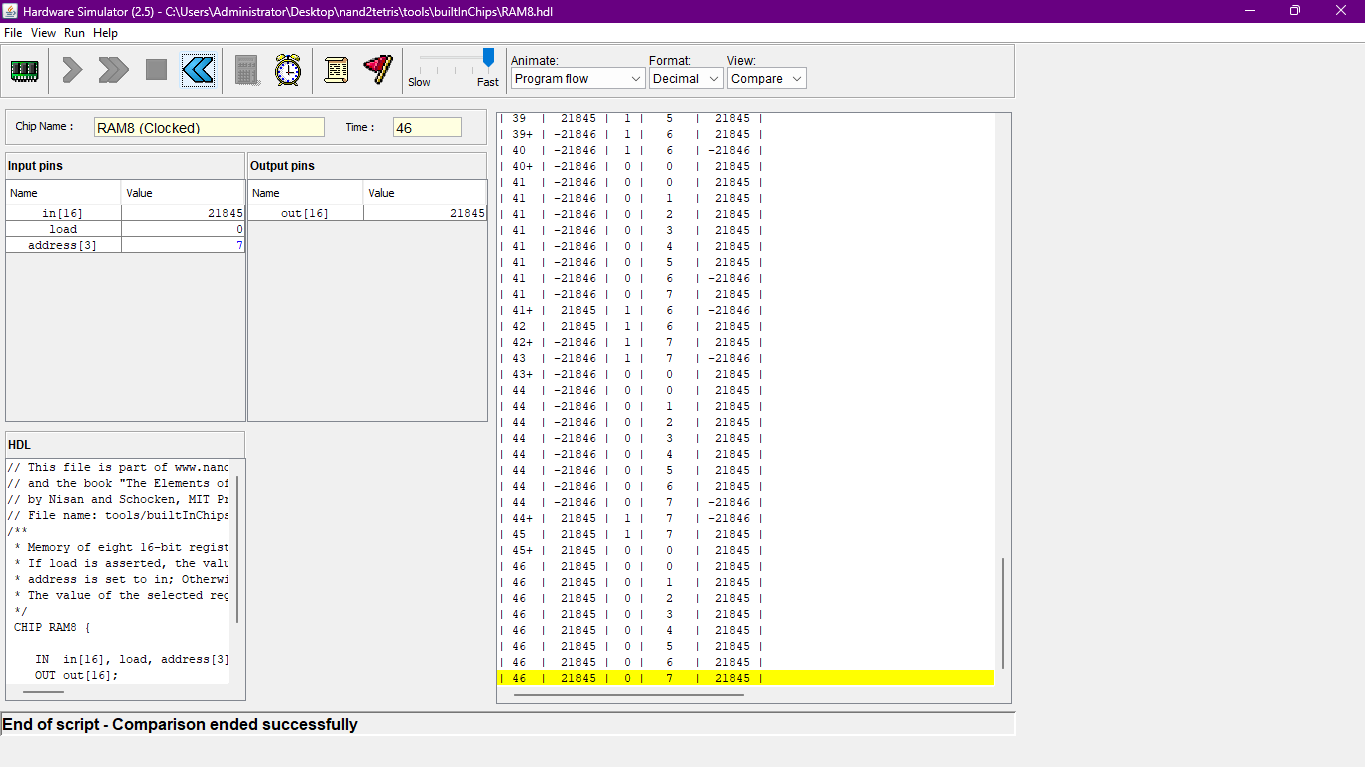 Hardware Simulator (2.5) - C:\Users\Administrator\Desktop\nand2tetris\tools\builtInChips\RAM8.hdl
File View Run Help
Animate: Format: View:
Slow Fast Program flow Decimal Compare
Chip Name : RAM8 (Clocked) Time : 46
Input pins
Name Value
in[16] 21845
load 0
address[3] 7
Output pins
Name Value
out[16] 21845
HDL
// This file is part of www.nand
// and the book "The Elements of
// by Nisan and Schocken, MIT Pr
// File name: tools/builtInChips
/**
* Memory of eight 16-bit regist
* If load is asserted, the valu
* address is set to in; Otherwi
* The value of the selected reg
*/
CHIP RAM8 {
IN in[16], load, address[3]
OUT out[16];
| 39 | 21845 | 1 | 5 | 21845 |
| 39+ | -21846 | 1 | 6 | 21845 |
| 40 | -21846 | 1 | 6 | -21846 |
| 40+ | -21846 | 0 | 0 | 21845 |
| 41 | -21846 | 0 | 0 | 21845 |
| 41 | -21846 | 0 | 1 | 21845 |
| 41 | -21846 | 0 | 2 | 21845 |
| 41 | -21846 | 0 | 3 | 21845 |
| 41 | -21846 | 0 | 4 | 21845 |
| 41 | -21846 | 0 | 5 | 21845 |
| 41 | -21846 | 0 | 6 | -21846 |
| 41 | -21846 | 0 | 7 | 21845 |
| 41+ | 21845 | 1 | 6 | -21846 |
| 42 | 21845 | 1 | 6 | 21845 |
| 42+ | -21846 | 1 | 7 | 21845 |
| 43 | -21846 | 1 | 7 | -21846 |
| 43+ | -21846 | 0 | 0 | 21845 |
| 44 | -21846 | 0 | 0 | 21845 |
| 44 | -21846 | 0 | 1 | 21845 |
| 44 | -21846 | 0 | 2 | 21845 |
| 44 | -21846 | 0 | 3 | 21845 |
| 44 | -21846 | 0 | 4 | 21845 |
| 44 | -21846 | 0 | 5 | 21845 |
| 44 | -21846 | 0 | 6 | 21845 |
| 44 | -21846 | 0 | 7 | -21846 |
| 44+ | 21845 | 1 | 7 | -21846 |
| 45 | 21845 | 1 | 7 | 21845 |
| 45+ | 21845 | 0 | 0 | 21845 |
| 46 | 21845 | 0 | 0 | 21845 |
| 46 | 21845 | 0 | 1 | 21845 |
| 46 | 21845 | 0 | 2 | 21845 |
| 46 | 21845 | 0 | 3 | 21845 |
| 46 | 21845 | 0 | 4 | 21845 |
| 46 | 21845 | 0 | 5 | 21845 |
| 46 | 21845 | 0 | 6 | 21845 |
| 46 | 21845 | 0 | 7 | 21845 |
End of script - Comparison ended successfully